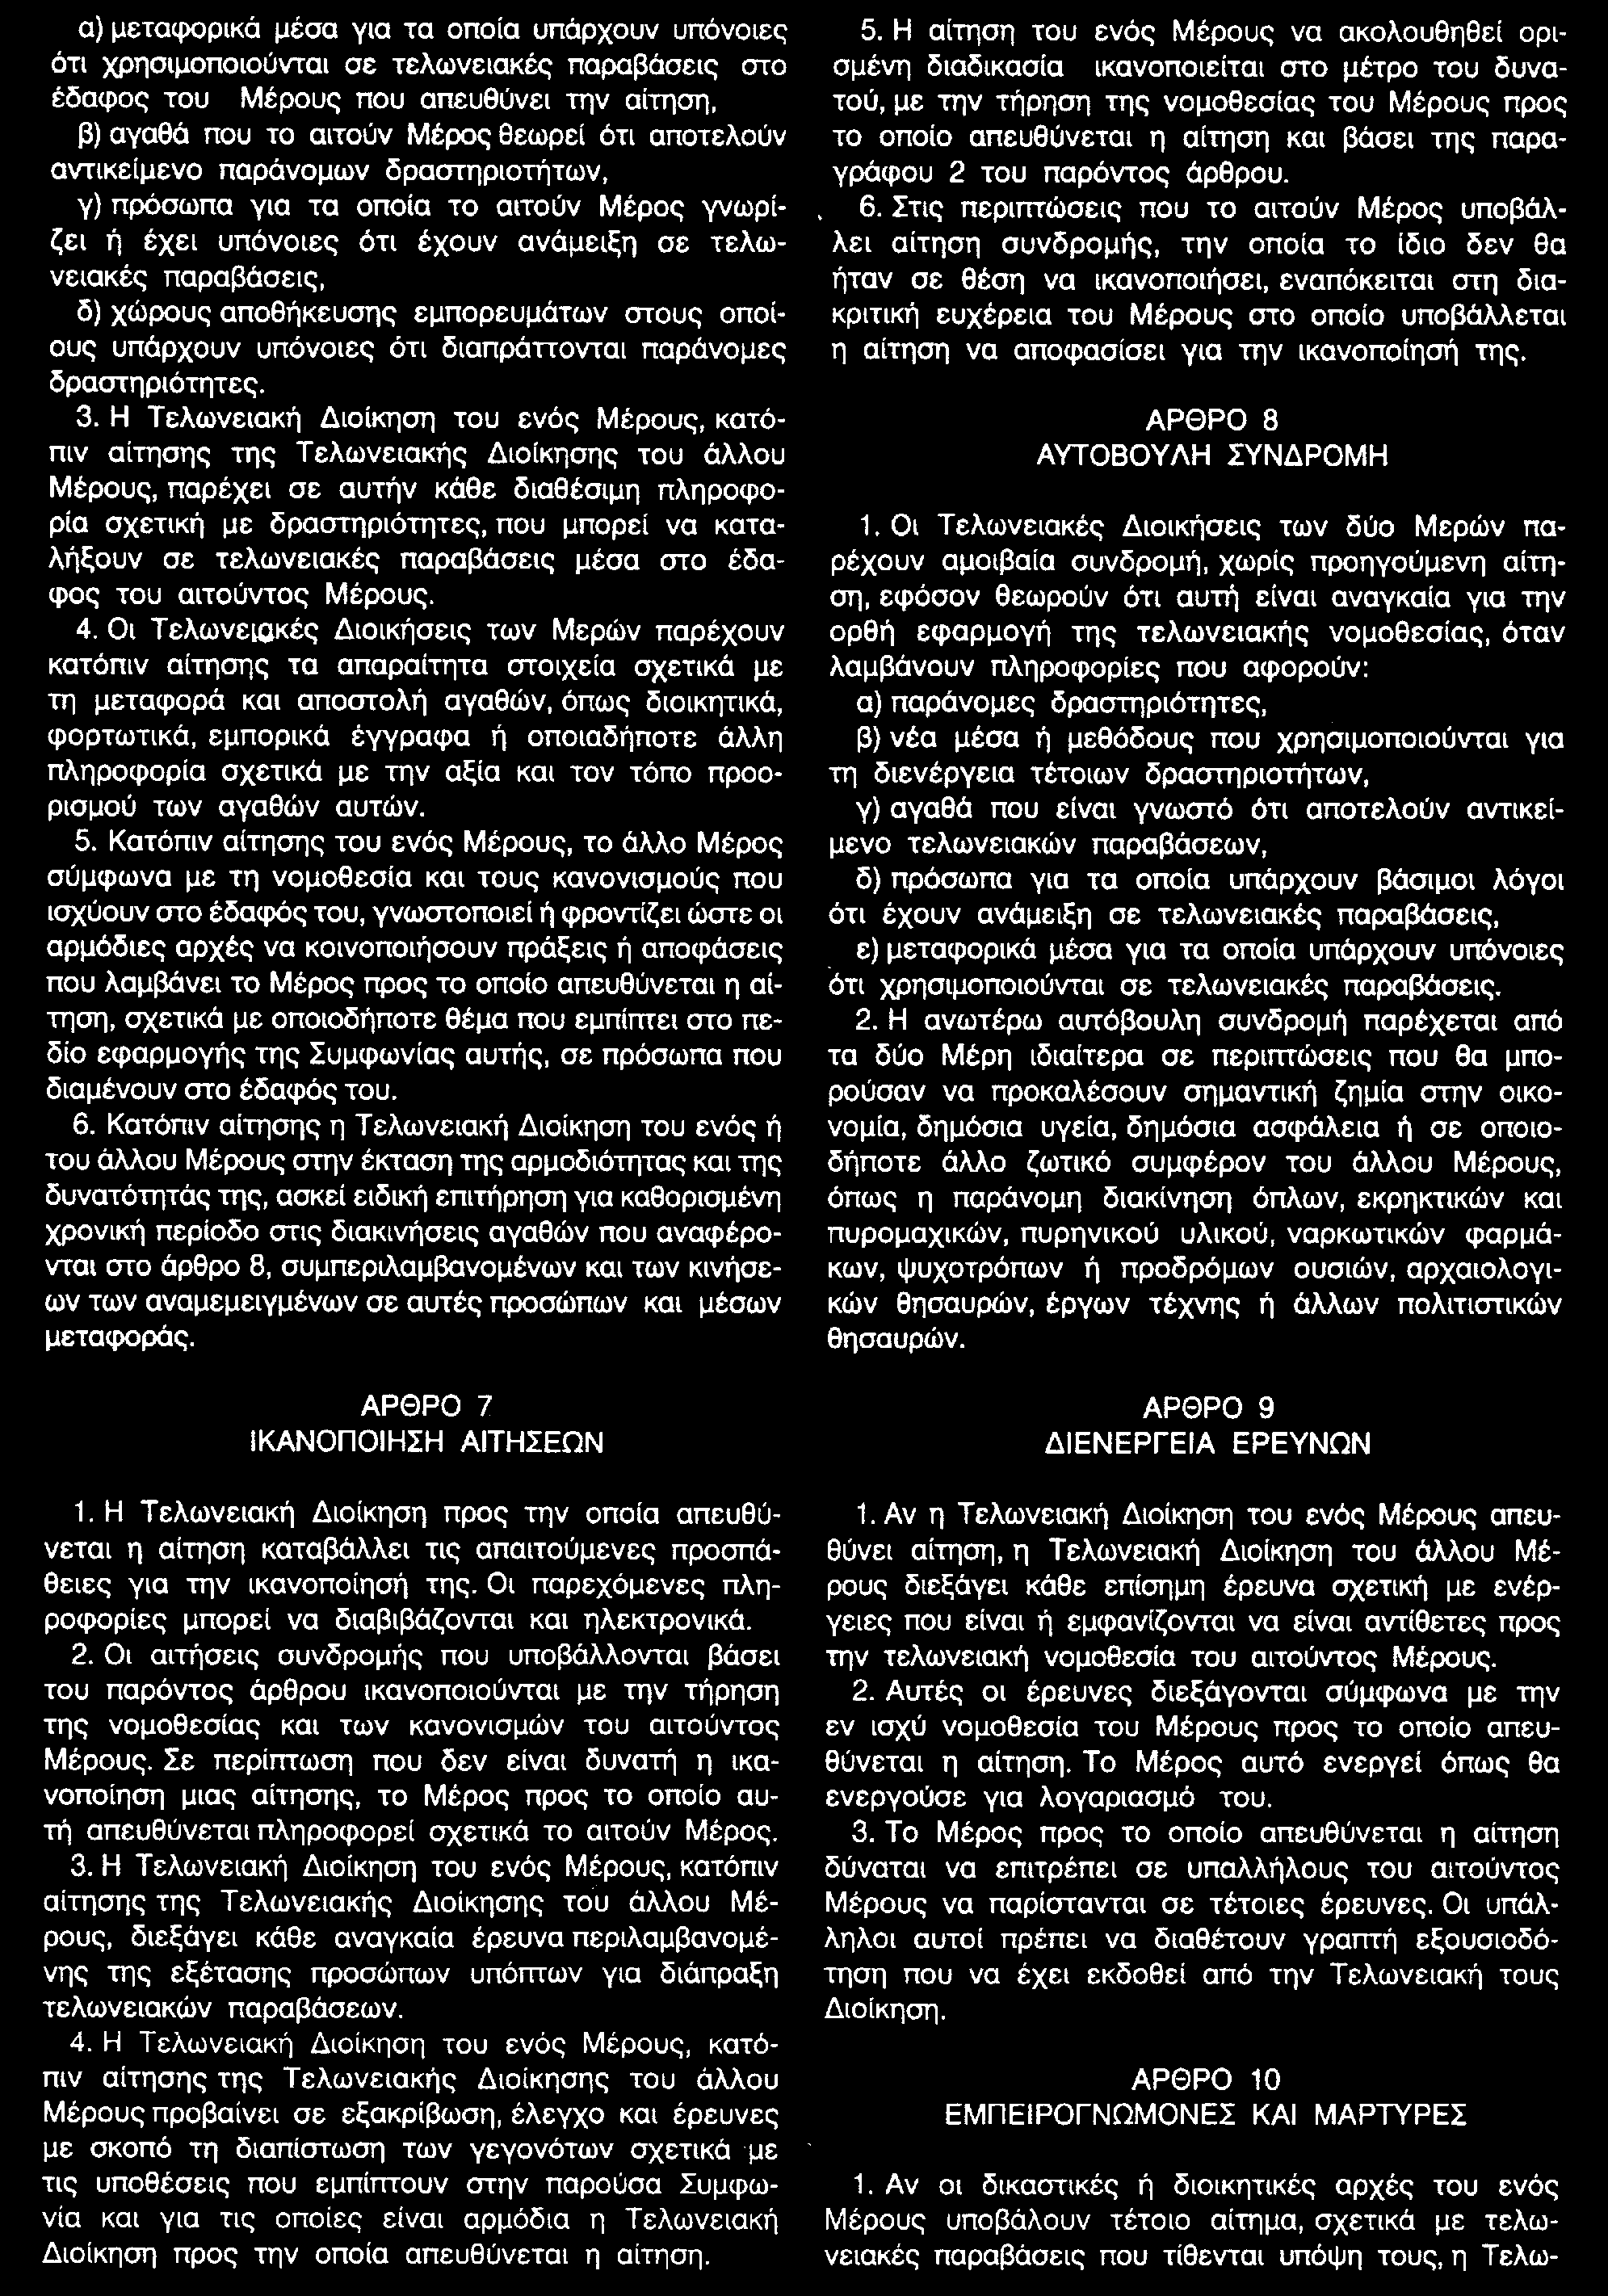 α) μεταφορικά μέσα για τα οποία υπάρχουν υπόνοιες
ότι χρησιμοποιούνται σε τελωνειακές παραβάσεις στο
έδαφος του Μέρους που απευθύνει την αίτηση,
β) αγαθά που το αιτούν Μέρος θεωρεί ότι αποτελούν
αντικείμενο παράνομων δραστηριοτήτων,
γ) πρόσωπα για τα οποία το αιτούν Μέρος γνωρί-
ζει ή έχει υπόνοιες ότι έχουν ανάμειξη σε τελω-
νειακές παραβάσεις,
δ) χώρους αποθήκευσης εμπορευμάτων στους οποί-
ους υπάρχουν υπόνοιες ότι διαπράττονται παράνομες
δραστηριότητες.
3. Η Τελωνειακή Διοίκηση του ενός Μέρους, κατό-
πιν αίτησης της Τελωνειακής Διοίκησης του άλλου
Μέρους, παρέχει σε αυτήν κάθε διαθέσιμη πληροφο-
ρία σχετική με δραστηριότητες, που μπορεί να κατα-
λήξουν σε τελωνειακές παραβάσεις μέσα στο έδα-
φος του αιτούντος Μέρους.
4. Οι Τελωνειακές Διοικήσεις των Μερών παρέχουν
κατόπιν αίτησης τα απαραίτητα στοιχεία σχετικά με
τη μεταφορά και αποστολή αγαθών, όπως διοικητικά,
φορτωτικά, εμπορικά έγγραφα ή οποιαδήποτε άλλη
πληροφορία σχετικά με την αξία και τον τόπο προο-
ρισμού των αγαθών αυτών.
5. Κατόπιν αίτησης του ενός Μέρους, το άλλο Μέρος
σύμφωνα με τη νομοθεσία και τους κανονισμούς που
ισχύουν στο έδαφός του, γνωστοποιεί ή φροντίζει ώστε οι
αρμόδιες αρχές να κοινοποιήσουν πράξεις ή αποφάσεις
που λαμβάνει το Μέρος προς το οποίο απευθύνεται η αί-
τηση, σχετικά με οποιοδήποτε θέμα που εμπίπτει στο πε-
δίο εφαρμογής της Συμφωνίας αυτής, σε πρόσωπα που
διαμένουν στο έδαφός του.
6. Κατόπιν αίτησης η Τελωνειακή Διοίκηση του ενός ή
του άλλου Μέρους στην έκταση της αρμοδιότητας και της
δυνατότητάς της, ασκεί ειδική επιτήρηση για καθορισμένη
χρονική περίοδο στις διακινήσεις αγαθών που αναφέρο-
νται στο άρθρο 8, συμπεριλαμβανομένων και των κινήσε-
ων των αναμεμειγμένων σε αυτές προσώπων και μέσων
μεταφοράς.
ΑΡΘΡΟ 7
ΙΚΑΝΟΠΟΙΗΣΗ ΑΙΤΗΣΕΩΝ
1. Η Τελωνειακή Διοίκηση προς την οποία απευθύ-
νεται η αίτηση καταβάλλει τις απαιτούμενες προσπά-
θειες για την ικανοποίησή της. Οι παρεχόμενες πλη-
ροφορίες μπορεί να διαβιβάζονται και ηλεκτρονικά.
2. Οι αιτήσεις συνδρομής που υποβάλλονται βάσει
του παρόντος άρθρου ικανοποιούνται με την τήρηση
της νομοθεσίας και των κανονισμών του αιτούντος
Μέρους. Σε περίπτωση που δεν είναι δυνατή η ικα-
νοποίηση μιας αίτησης, το Μέρος προς το οποίο αυ-
τή απευθύνεται πληροφορεί σχετικά το αιτούν Μέρος.
3. Η Τελωνειακή Διοίκηση του ενός Μέρους, κατόπιν
αίτησης της Τελωνειακής Διοίκησης του άλλου Μέ-
ρους, διεξάγει κάθε αναγκαία έρευνα περιλαμβανομέ-
νης της εξέτασης προσώπων υπόπτων για διάπραξη
τελωνειακών παραβάσεων.
4. Η Τελωνειακή Διοίκηση του ενός Μέρους, κατό-
πιν αίτησης της Τελωνειακής Διοίκησης του άλλου
Μέρους προβαίνει σε εξακρίβωση, έλεγχο και έρευνες
με σκοπό τη διαπίστωση των γεγονότων σχετικά με
τις υποθέσεις που εμπίπτουν στην παρούσα Συμφω-
νία και για τις οποίες είναι αρμόδια η Τελωνειακή
Διοίκηση προς την οποία απευθύνεται η αίτηση.
5. Η αίτηση του ενός Μέρους να ακολουθηθεί ορι-
σμένη διαδικασία ικανοποιείται στο μέτρο του δυνα-
τού, με την τήρηση της νομοθεσίας του Μέρους προς
το οποίο απευθύνεται η αίτηση και βάσει της παρα-
γράφου 2 του παρόντος άρθρου.
6. Στις περιπτώσεις που το αιτούν Μέρος υποβάλ-
λει αίτηση συνδρομής, την οποία το ίδιο δεν θα
ήταν σε θέση να ικανοποιήσει, εναπόκειται στη δια-
κριτική ευχέρεια του Μέρους στο οποίο υποβάλλεται
η αίτηση να αποφασίσει για την ικανοποίησή της.
ΑΡΘΡΟ 8
ΑΥΤΟΒΟΥΛΗ ΣΥΝΔΡΟΜΗ
1. Οι Τελωνειακές Διοικήσεις των δύο Μερών πα-
ρέχουν αμοιβαία συνδρομή, χωρίς προηγούμενη αίτη-
ση, εφόσον θεωρούν ότι αυτή είναι αναγκαία για την
ορθή εφαρμογή της τελωνειακής νομοθεσίας, όταν
λαμβάνουν πληροφορίες που αφορούν:
α) παράνομες δραστηριότητες,
β) νέα μέσα ή μεθόδους που χρησιμοποιούνται για
τη διενέργεια τέτοιων δραστηριοτήτων,
γ) αγαθά που είναι γνωστό ότι αποτελούν αντικεί-
μενο τελωνειακών παραβάσεων,
δ) πρόσωπα για τα οποία υπάρχουν βάσιμοι λόγοι
ότι έχουν ανάμειξη σε τελωνειακές παραβάσεις,
ε) μεταφορικά μέσα για τα οποία υπάρχουν υπόνοιες
ότι χρησιμοποιούνται σε τελωνειακές παραβάσεις.
2. Η ανωτέρω αυτόβουλη συνδρομή παρέχεται από
τα δύο Μέρη ιδιαίτερα σε περιπτώσεις που θα μπο-
ρούσαν να προκαλέσουν σημαντική ζημία στην οικο-
νομία, δημόσια υγεία, δημόσια ασφάλεια ή σε οποιο-
δήποτε άλλο ζωτικό συμφέρον του άλλου Μέρους,
όπως η παράνομη διακίνηση όπλων, εκρηκτικών και
πυρομαχικών, πυρηνικού υλικού, ναρκωτικών φαρμά-
κων, ψυχοτρόπων ή προδρόμων ουσιών, αρχαιολογι-
κών θησαυρών, έργων τέχνης ή άλλων πολιτιστικών
θησαυρών.
ΑΡΘΡΟ 9
ΔΙΕΝΕΡΓΕΙΑ ΕΡΕΥΝΩΝ
1. Αν η Τελωνειακή Διοίκηση του ενός Μέρους απευ-
θύνει αίτηση, η Τελωνειακή Διοίκηση του άλλου Μέ-
ρους διεξάγει κάθε επίσημη έρευνα σχετική με ενέρ-
γειες που είναι ή εμφανίζονται να είναι αντίθετες προς
την τελωνειακή νομοθεσία του αιτούντος Μέρους.
2. Αυτές οι έρευνες διεξάγονται σύμφωνα με την
εν ισχύ νομοθεσία του Μέρους προς το οποίο απευ-
θύνεται η αίτηση. Το Μέρος αυτό ενεργεί όπως θα
ενεργούσε για λογαριασμό του.
3. Το Μέρος προς το οποίο απευθύνεται η αίτηση
δύναται να επιτρέπει σε υπαλλήλους του αιτούντος
Μέρους να παρίστανται σε τέτοιες έρευνες. Οι υπάλ-
ληλοι αυτοί πρέπει να διαθέτουν γραπτή εξουσιοδό-
τηση που να έχει εκδοθεί από την Τελωνειακή τους
Διοίκηση.
ΑΡΘΡΟ 10
ΕΜΠΕΙΡΟΓΝΩΜΟΝΕΣ ΚΑΙ ΜΑΡΤΥΡΕΣ
1. Αν οι δικαστικές ή διοικητικές αρχές του ενός
Μέρους υποβάλουν τέτοιο αίτημα, σχετικά με τελω-
νειακές παραβάσεις που τίθενται υπόψη τους, η Τελω-